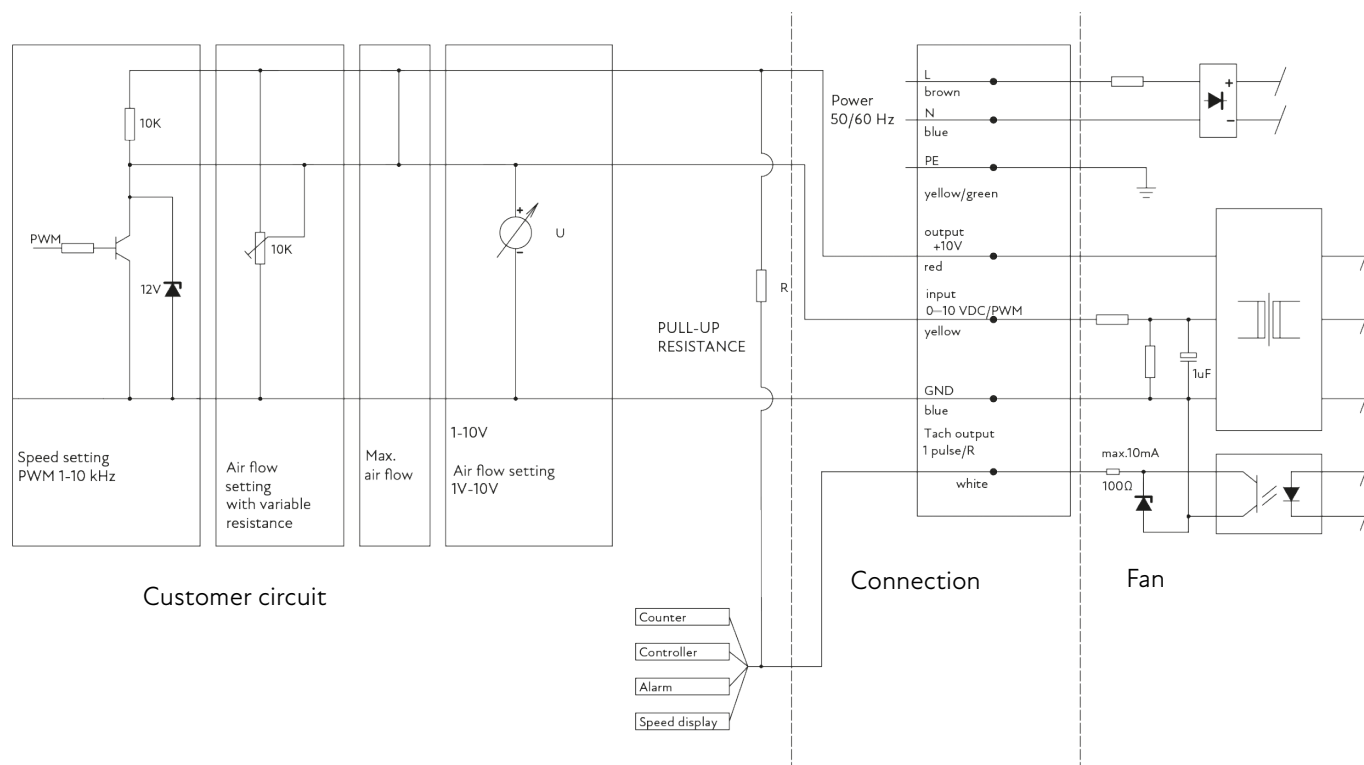 10K
PWM
12V
Speed setting
PWM 1-10 kHz
10K
Air flow
setting
with variable
resistance
Max.
air flow
U
1-10V
Air flow setting
1V-10V
PULL-UP
RESISTANCE
R
Power
50/60 Hz
L
brown
N
blue
PE
yellow/green
output
+10V
red
input
0—10 VDC/PWM
yellow
GND
blue
Tach output
1 pulse/R
white
+
−
1uF
max.10mA
100Ω
+
−
Customer circuit
Connection
Fan
Counter
Controller
Alarm
Speed display